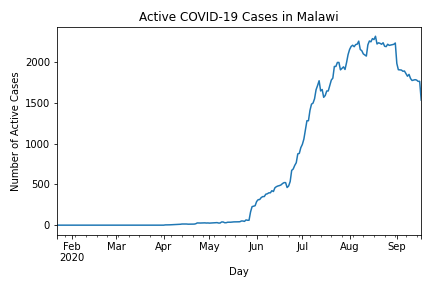 Active COVID-19 Cases in Malawi
Number of Active Cases
2000
1500
1000
500
0
Feb Mar Apr May Jun Jul Aug Sep
2020
Day